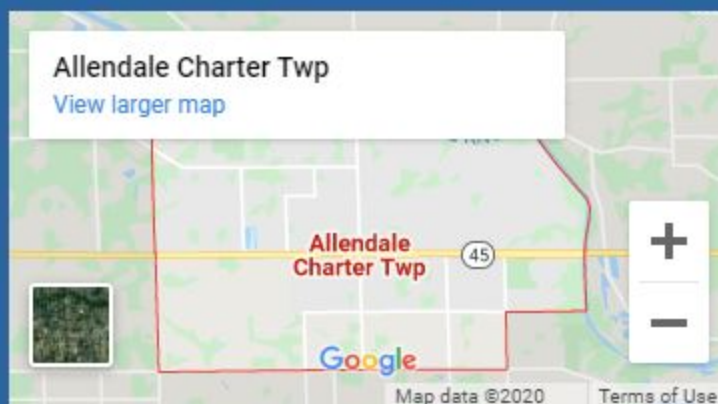 Allendale Charter Twp
View larger map
Allendale
Charter Twp
45
Google
Map data ©2020
Terms of Use